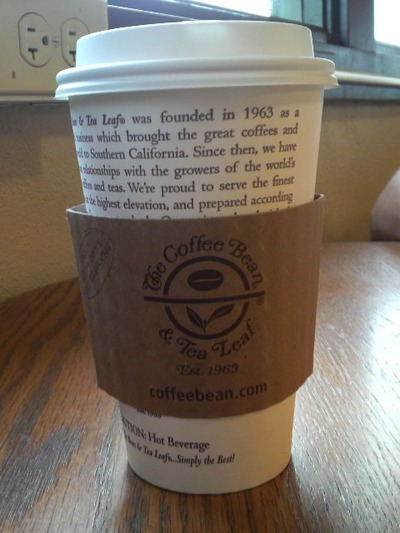 & Tea Leaf® was founded in 1963 as a
which brought the great coffees and
to Southern California. Since then, we have
relationships with the growers of the world's
and teas. We're proud to serve the finest
the highest elevation, and prepared according
The Coffee Bean
& Tea Leaf
Est. 1963
coffeebean.com
Hot Beverage
Bean & Tea Leaf®...Simply the Best!